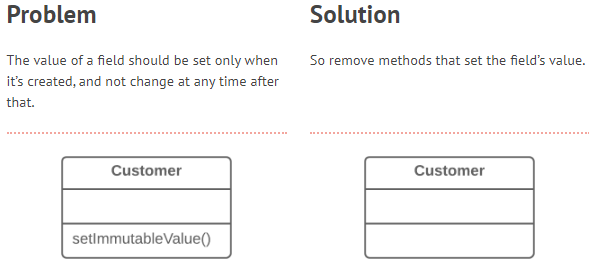 Problem
The value of a field should be set only when
it's created, and not change at any time after
that.
Customer
setImmutableValue()
Solution
So remove methods that set the field's value.
Customer